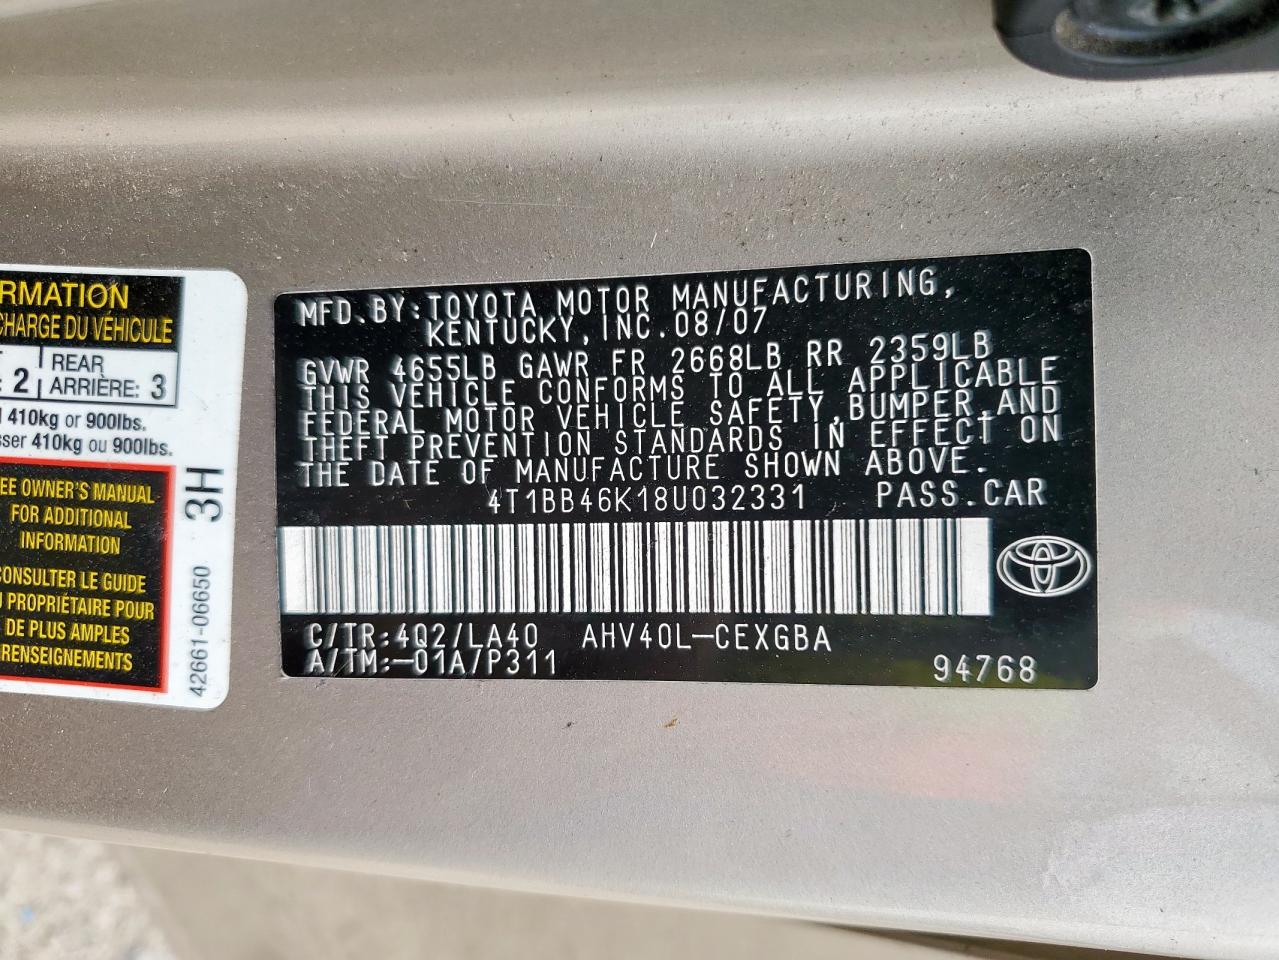 RMATION
CHARGE DU VÉHICULE
2
REAR
ARRIÈRE: 3
410kg or 900lbs.
sser 410kg ou 900lbs.
EE OWNER'S MANUAL
FOR ADDITIONAL
INFORMATION
CONSULTER LE GUIDE
U PROPRIÉTAIRE POUR
DE PLUS AMPLES
RENSEIGNEMENTS
3H
42661-06650
MFD. BY: TOYOTA MOTOR MANUFACTURING,
KENTUCKY, INC. 08/07
GVWR 4655LB GAWR FR 2668LB RR 2359LB
THIS VEHICLE CONFORMS TO ALL APPLICABLE
FEDERAL MOTOR VEHICLE SAFETY, BUMPER, AND
THEFT PREVENTION STANDARDS IN EFFECT ON
THE DATE OF MANUFACTURE SHOWN ABOVE.
4T1BB46K18U032331 PASS.CAR
C/TR:4Q2/LA40 AHV40L-CEXGBA
A/TM:-01A/P311
94768